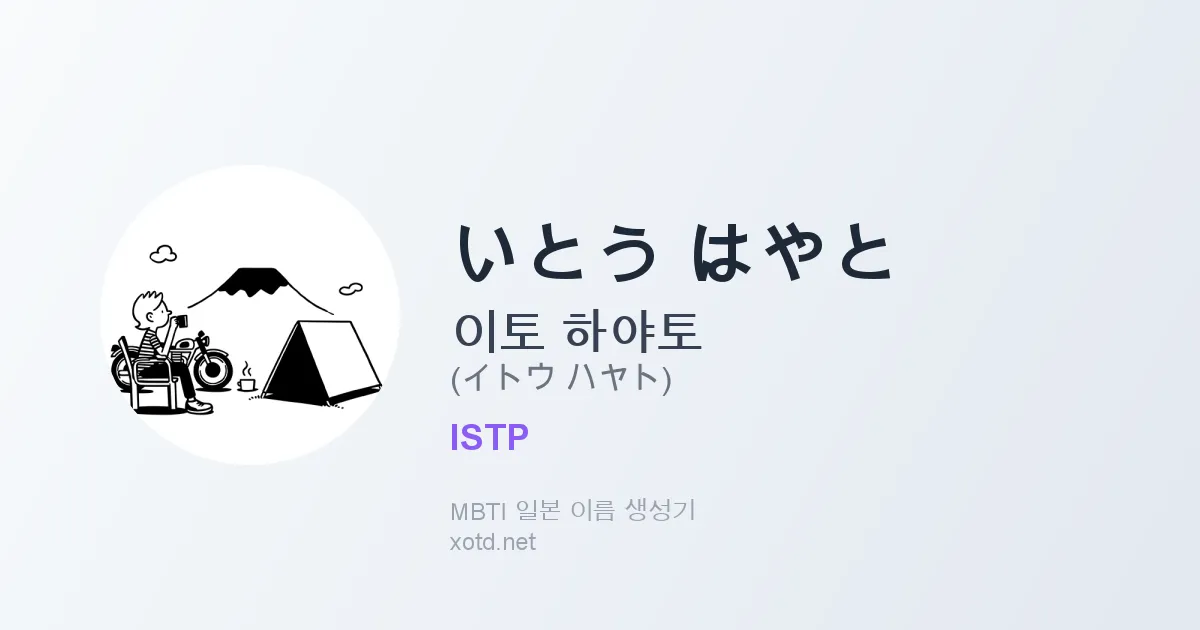 いとう はやと
이토 하야토
(イトウ ハヤト)
ISTP
MBTI 일본 이름 생성기
xotd.net